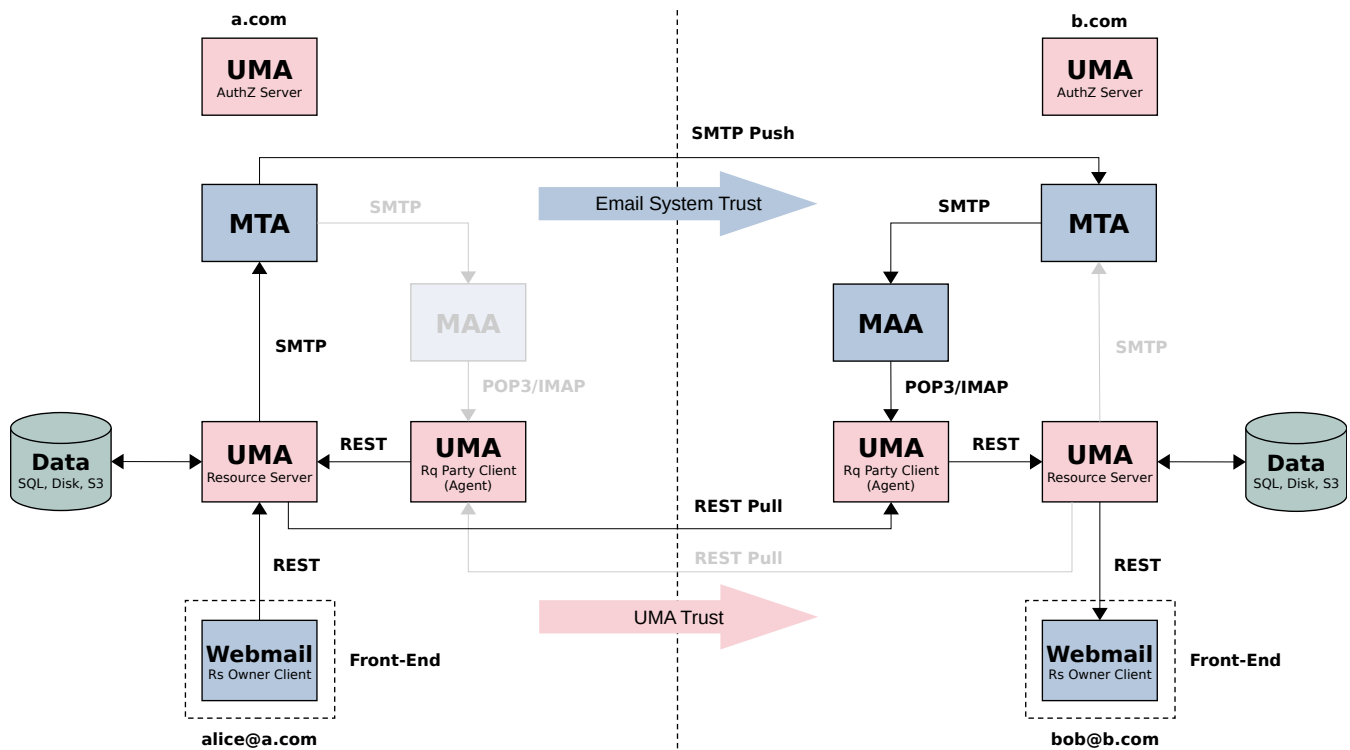 a.com
b.com
UMA
AuthZ Server
UMA
AuthZ Server
SMTP Push
MTA
SMTP
Email System Trust
SMTP
MTA
MAA
MAA
SMTP
SMTP
POP3/IMAP
POP3/IMAP
Data
SQL, Disk, S3
UMA
Resource Server
REST
UMA
Rq Party Client
(Agent)
UMA
Rq Party Client
(Agent)
REST
UMA
Resource Server
Data
SQL, Disk, S3
REST Pull
REST Pull
REST
REST
UMA Trust
Webmail
Rs Owner Client
Front-End
Webmail
Rs Owner Client
Front-End
alice@a.com
bob@b.com